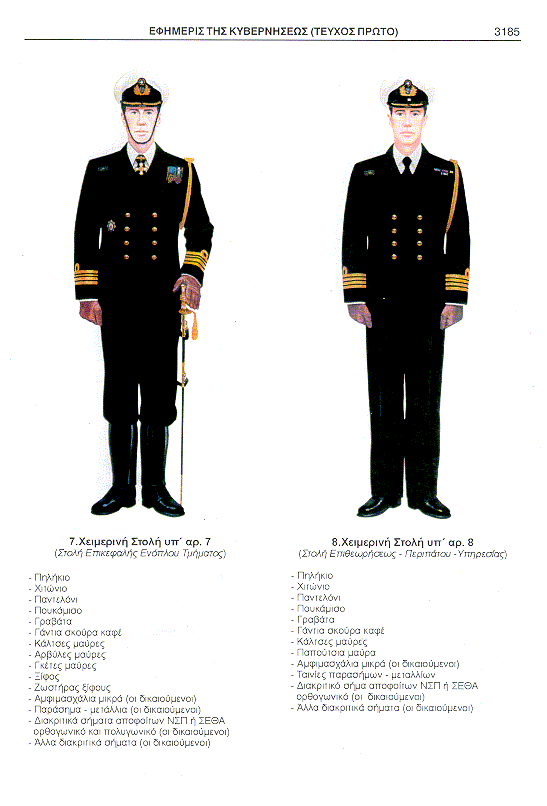 ΕΦΗΜΕΡΙΣ ΤΗΣ ΚΥΒΕΡΝΗΣΕΩΣ (ΤΕΥΧΟΣ ΠΡΩΤΟ) 3185
7.Χειμερινή Στολή υπ΄ αρ. 7
(Στολή Επικεφαλής Ενόπλου Τμήματος)
- Πηλήκιο
- Χιτώνιο
- Παντελόνι
- Πουκάμισο
- Γραβάτα
- Γάντια σκούρα καφέ
- Κάλτσες μαύρες
- Αρβύλες μαύρες
- Γκέτες μαύρες
- Ξίφος
- Ζωστήρας ξίφους
- Αμφιμασχάλια μικρά (οι δικαιούμενοι)
- Παράσημα - μετάλλια (οι δικαιούμενοι)
- Διακριτικά σήματα αποφοίτων ΝΣΠ ή ΣΕΘΑ
ορθογωνικό και πολυγωνικό (οι δικαιούμενοι)
- Άλλα διακριτικά σήματα (οι δικαιούμενοι)
8.Χειμερινή Στολή υπ΄ αρ. 8
(Στολή Επιθεωρήσεως - Περιπάτου -Υπηρεσίας)
- Πηλήκιο
- Χιτώνιο
- Παντελόνι
- Πουκάμισο
- Γραβάτα
- Γάντια σκούρα καφέ
- Κάλτσες μαύρες
- Παπούτσια μαύρα
- Αμφιμασχάλια μικρά (οι δικαιούμενοι)
- Ταινίες παρασήμων - μεταλλίων
- Διακριτικό σήμα αποφοίτων ΝΣΠ ή ΣΕΘΑ
ορθογωνικό (οι δικαιούμενοι)
- Άλλα διακριτικά σήματα (οι δικαιούμενοι)